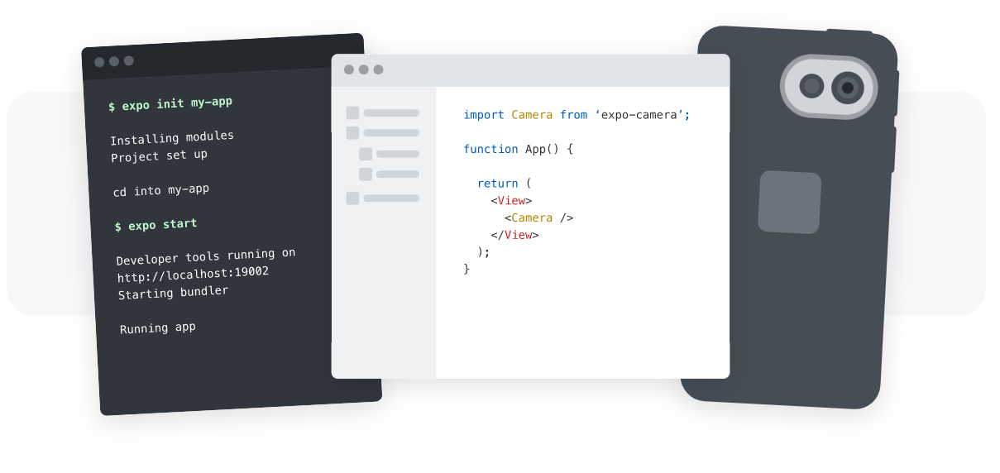 $ expo init my-app
Installing modules
Project set up
cd into my-app
$ expo start
Developer tools running on
http://localhost:19002
Starting bundler
Running app
import Camera from ‘expo-camera’;
function App() {
return (
<View>
<Camera />
</View>
);
}